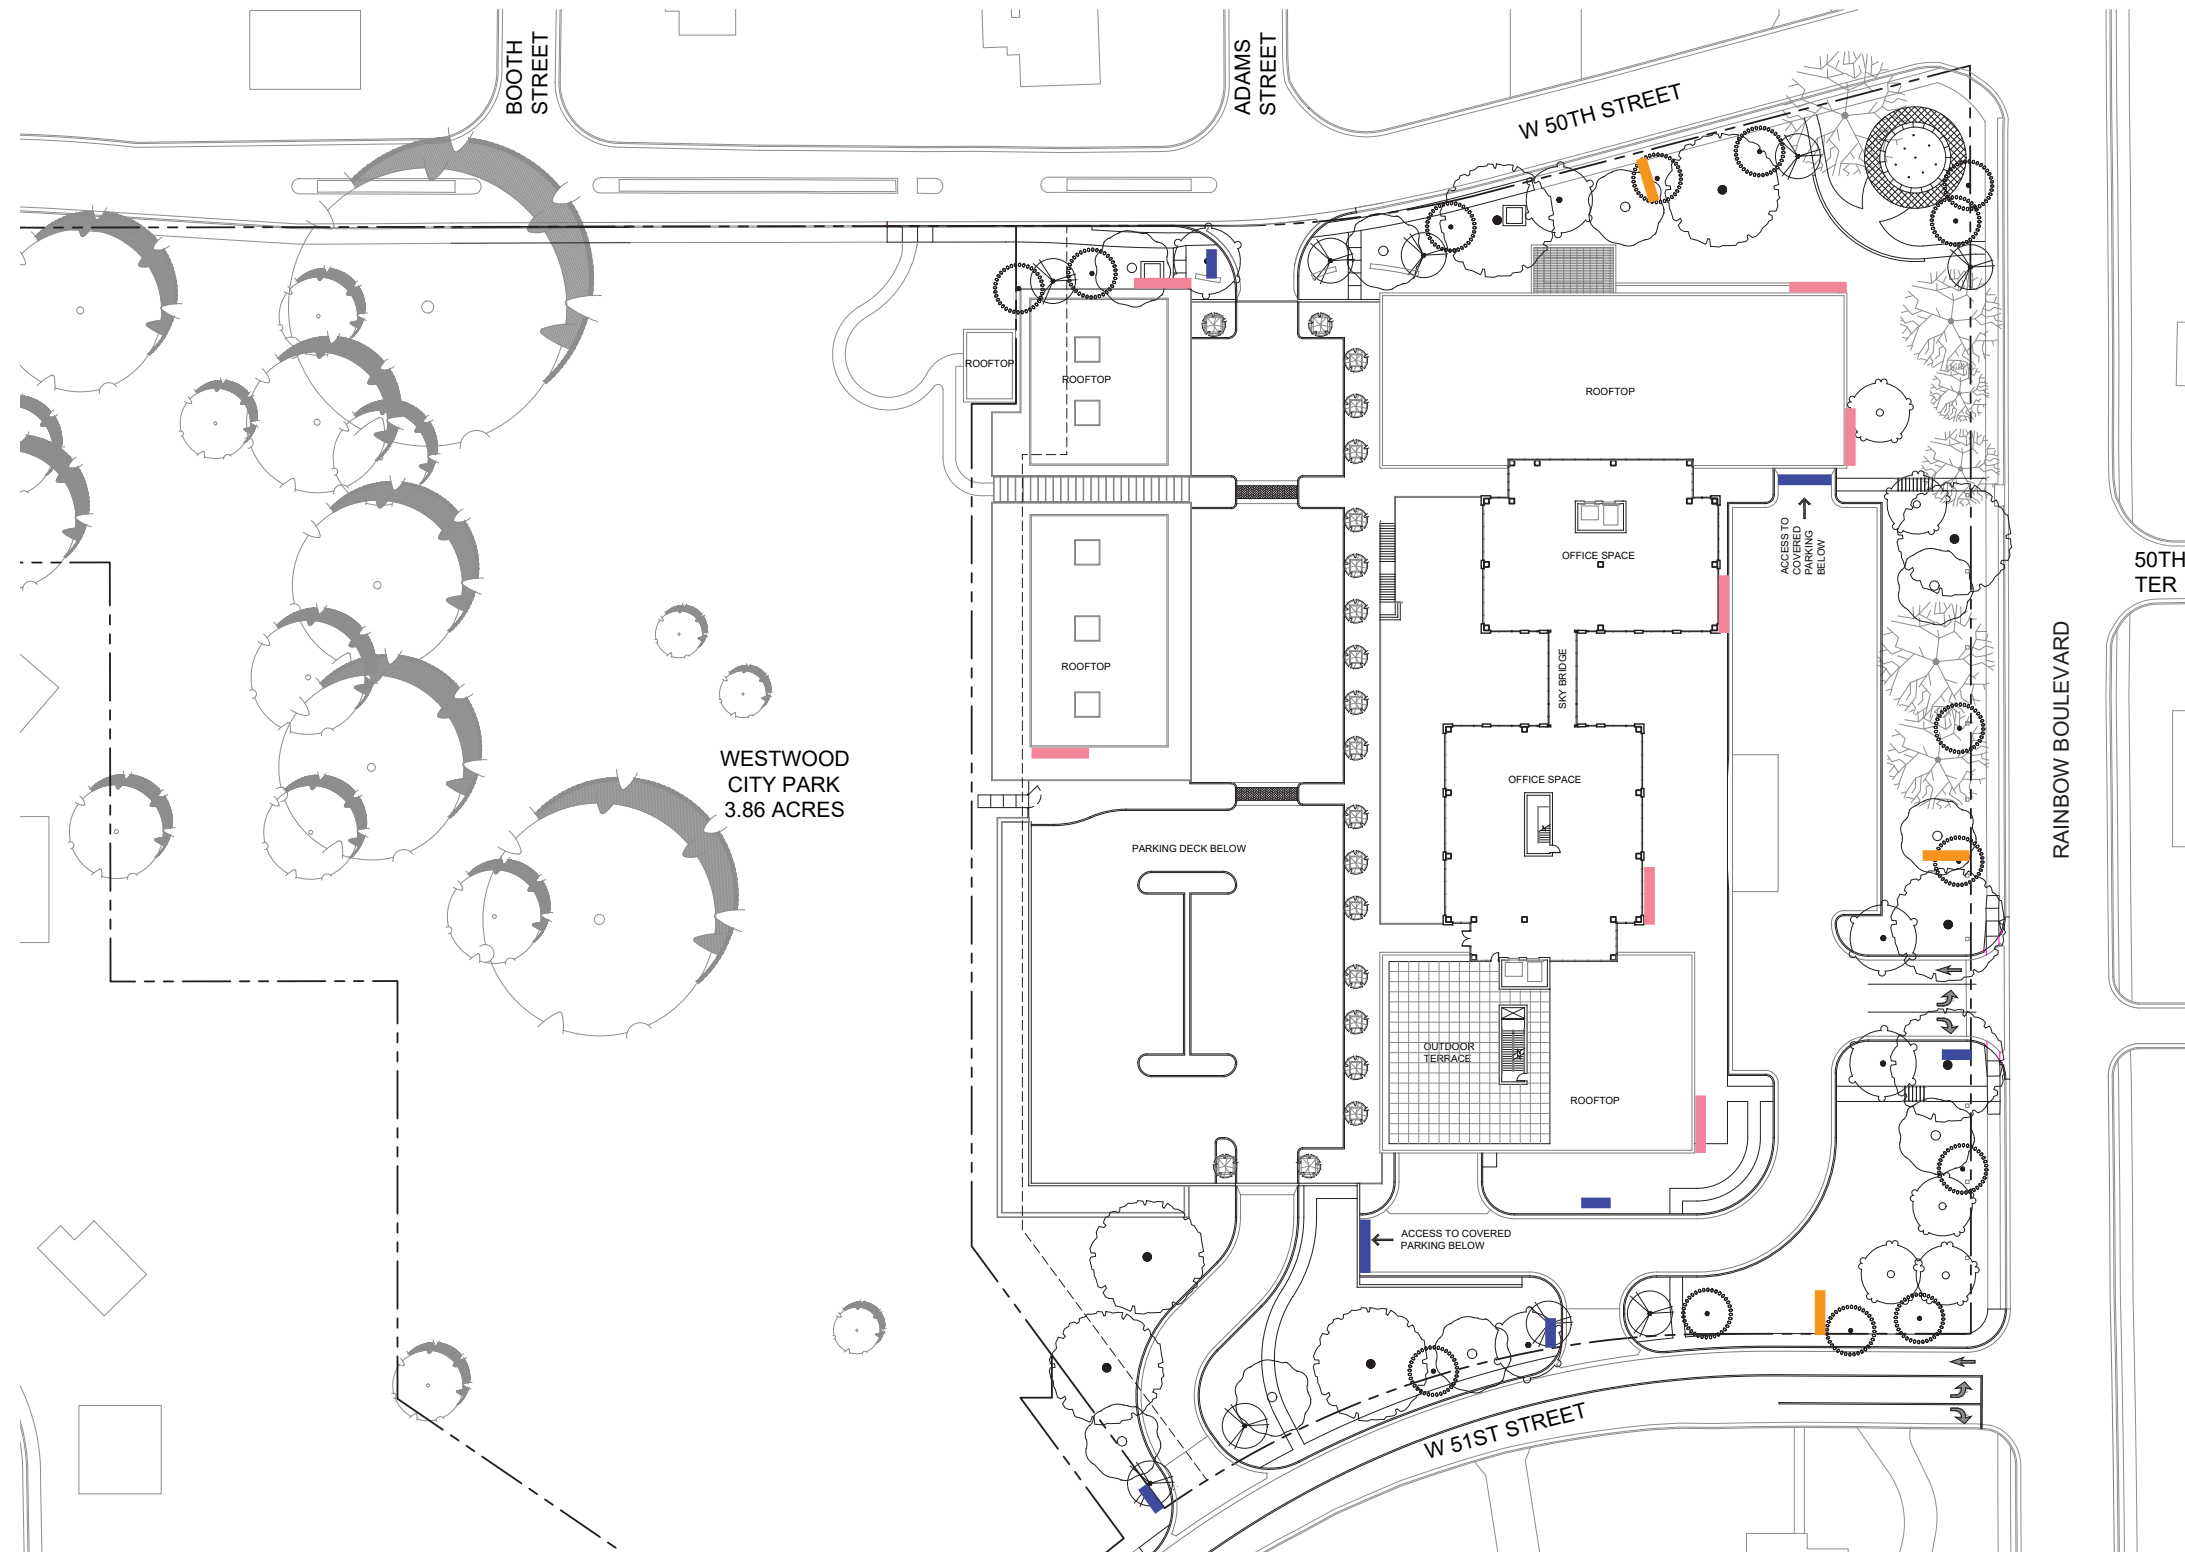 BOOTH
STREET
ADAMS
STREET
W 50TH STREET
ROOFTOP
ROOFTOP
ROOFTOP
OFFICE SPACE
ACCESS TO
COVERED
PARKING
BELOW
50TH
TER
SKY BRIDGE
ROOFTOP
RAINBOW BOULEVARD
WESTWOOD
CITY PARK
3.86 ACRES
OFFICE SPACE
PARKING DECK BELOW
OUTDOOR
TERRACE
ROOFTOP
ACCESS TO COVERED
PARKING BELOW
W 51ST STREET